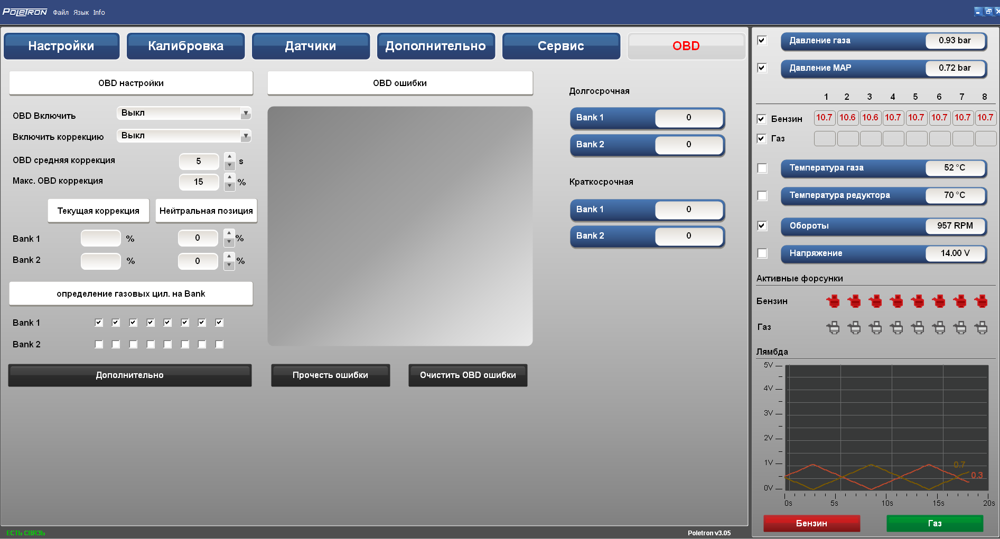 POLETRON Файл Язык Info
Настройки Калибровка Датчики Дополнительно Сервис OBD
OBD настройки
OBD Включить Выкл
Включить коррекцию Выкл
OBD средняя коррекция 5 s
Макс. OBD коррекция 15 %
Текущая коррекция Нейтральная позиция
Bank 1 % 0 %
Bank 2 % 0 %
определение газовых цил. на Bank
Bank 1
Bank 2
Дополнительно
OBD ошибки
Прочесть ошибки Очистить OBD ошибки
Долгосрочная
Bank 1 0
Bank 2 0
Краткосрочная
Bank 1 0
Bank 2 0
Давление газа 0.93 bar
Давление MAP 0.72 bar
1 2 3 4 5 6 7 8
Бензин 10.7 10.6 10.6 10.7 10.7 10.7 10.7 10.7
Газ
Температура газа 52 °C
Температура редуктора 70 °C
Обороты 957 RPM
Напряжение 14.00 V
Активные форсунки
Бензин
Газ
Лямбда
5V
4V
3V
2V
1V
0.7
0.3
0V
0s 5s 10s 15s 20s
Бензин Газ
ЕСТЬ СВЯЗЬ Poletron v3.05